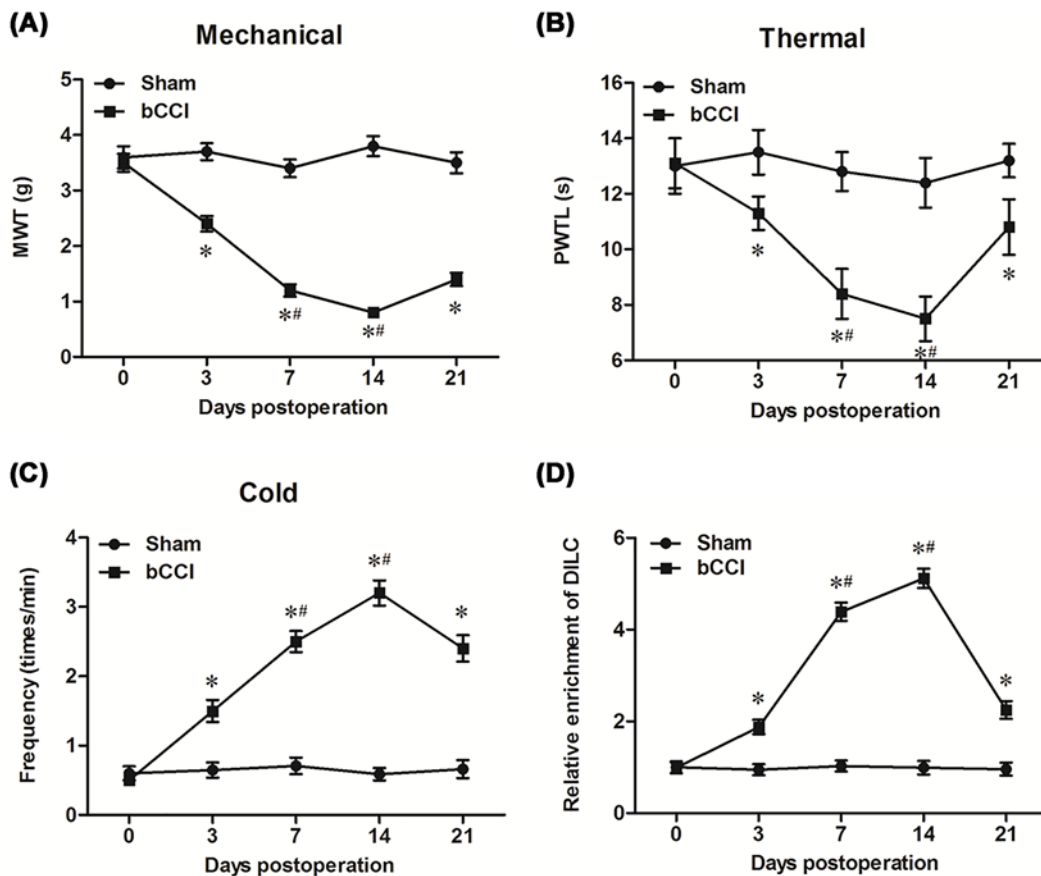 (A)
Mechanical
Sham
bCCI
MWT (g)
5
4
3
2
1
0
*
*#
*#
*
0 3 7 14 21
Days postoperation
(B)
Thermal
Sham
bCCI
PWTL (s)
16
14
12
10
8
6
*
*#
*#
*
0 3 7 14 21
Days postoperation
(C)
Cold
Sham
bCCI
Frequency (times/min)
4
3
2
1
0
*
*#
*#
*
0 3 7 14 21
Days postoperation
(D)
Sham
bCCI
Relative enrichment of DILC
6
4
2
0
*
*#
*#
*
0 3 7 14 21
Days postoperation